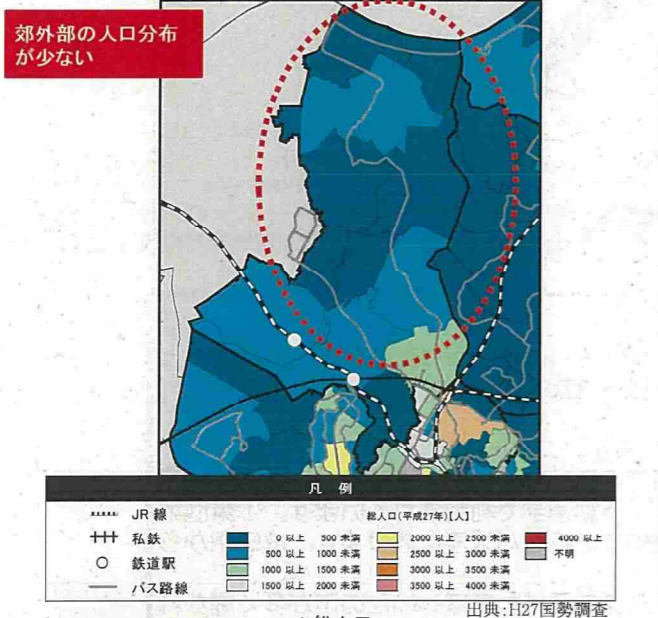 郊外部の人口分布
が少ない
凡 例
JR 線
私鉄
鉄道駅
バス路線
総人口(平成27年)【人】
0 以上 500 未満
500 以上 1000 未満
1000 以上 1500 未満
1500 以上 2000 未満
2000 以上 2500 未満
2500 以上 3000 未満
3000 以上 3500 未満
3500 以上 4000 未満
4000 以上
不明
出典:H27国勢調査